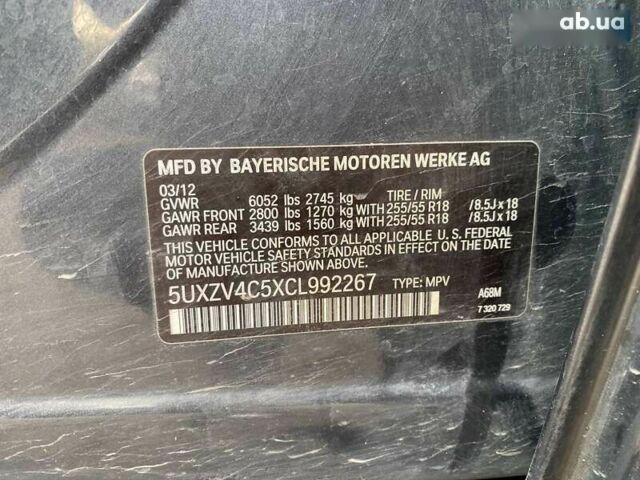 ab.ua
MFD BY BAYERISCHE MOTOREN WERKE AG
03/12
GVWR 6052 lbs 2745 kg TIRE / RIM
GAWR FRONT 2800 lbs 1270 kg WITH 255/55 R18 /8.5J x 18
GAWR REAR 3439 lbs 1560 kg WITH 255/55 R18 /8.5J x 18
THIS VEHICLE CONFORMS TO ALL APPLICABLE U. S. FEDERAL
MOTOR VEHICLE SAFETY STANDARDS IN EFFECT ON THE DATE
OF MANUFACTURE SHOWN ABOVE.
5UXZV4C5XCL992267 TYPE: MPV A68M
7 320 729